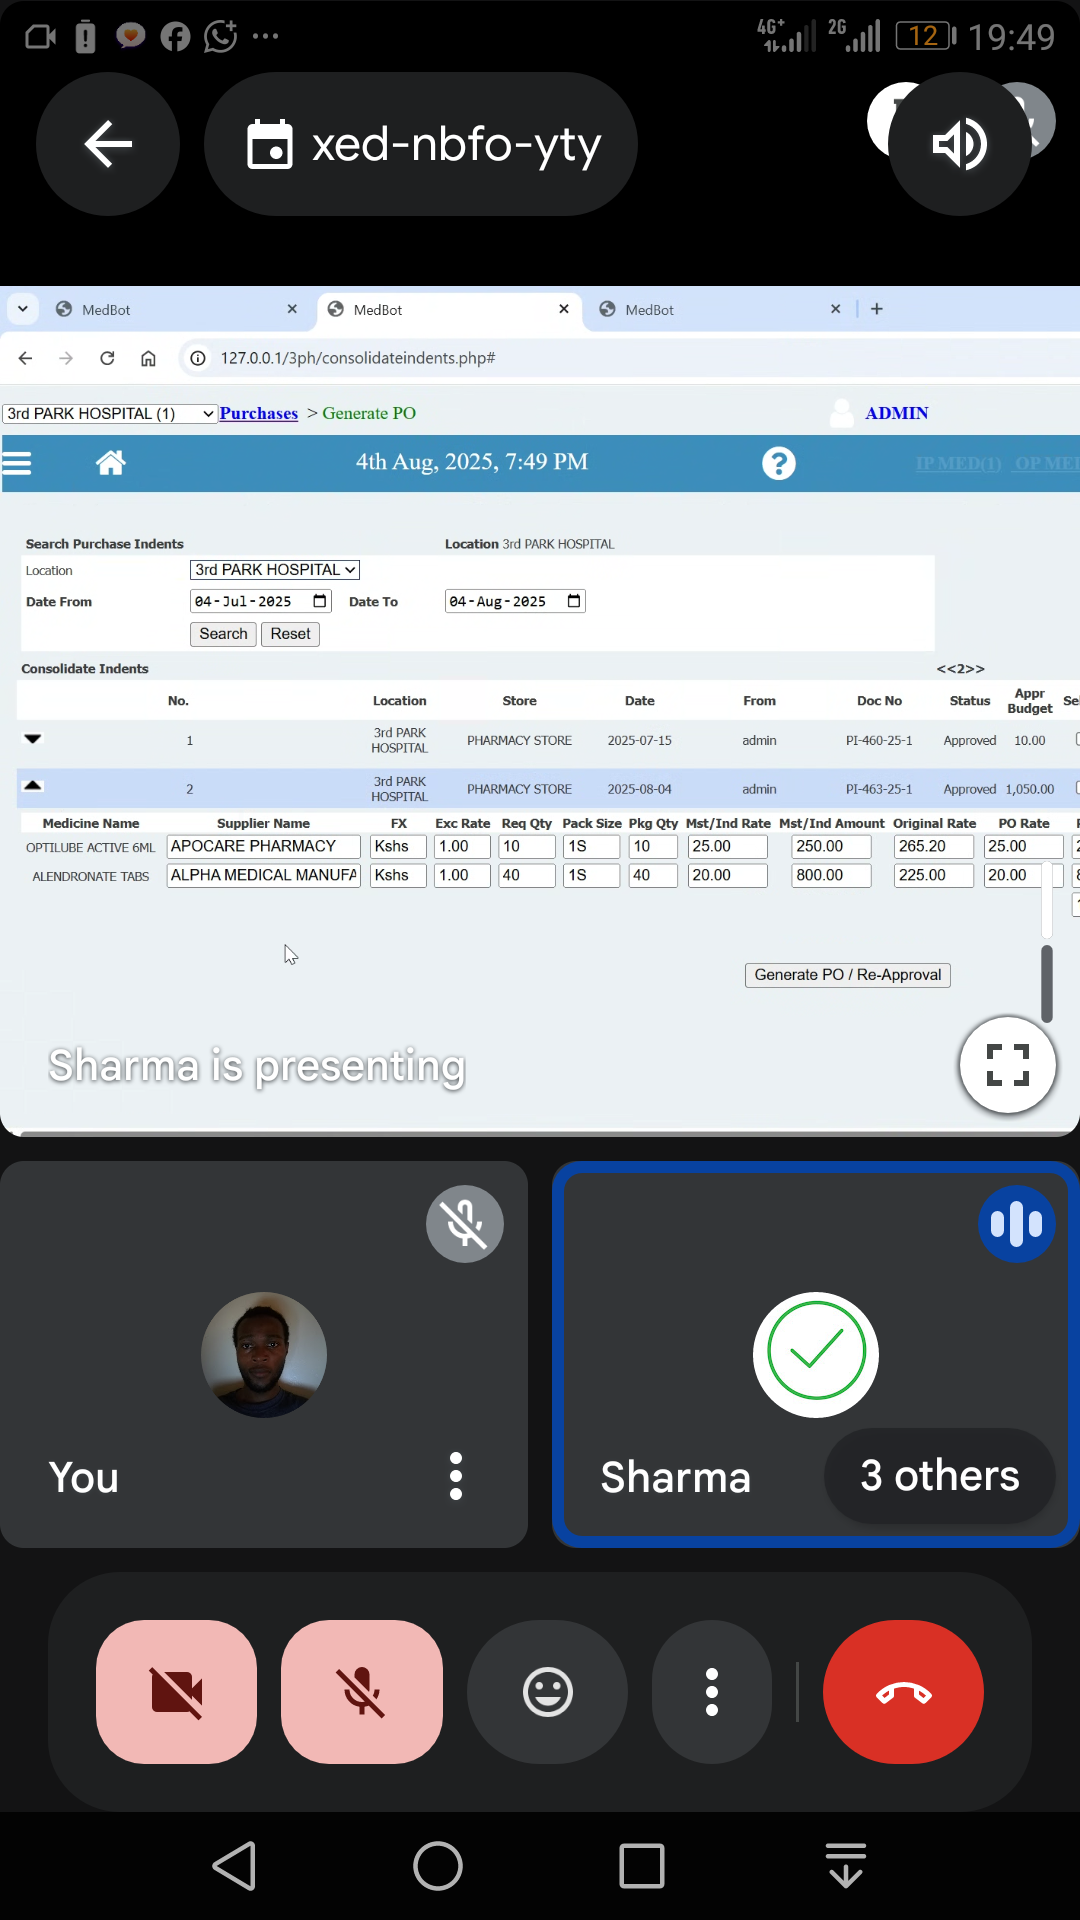 4G+ 2G 12 19:49
xed-nbfo-yty
MedBot MedBot MedBot
127.0.0.1/3ph/consolidateindents.php#
3rd PARK HOSPITAL (1) Purchases > Generate PO ADMIN
4th Aug, 2025, 7:49 PM IP MED(1) OP MED
Search Purchase Indents Location 3rd PARK HOSPITAL
Location 3rd PARK HOSPITAL
Date From 04-Jul-2025 Date To 04-Aug-2025
Search Reset
Consolidate Indents <<2>>
No. Location Store Date From Doc No Status Appr Budget Sel
1 3rd PARK HOSPITAL PHARMACY STORE 2025-07-15 admin PI-460-25-1 Approved 10.00
2 3rd PARK HOSPITAL PHARMACY STORE 2025-08-04 admin PI-463-25-1 Approved 1,050.00
Medicine Name Supplier Name FX Exc Rate Req Qty Pack Size Pkg Qty Mst/Ind Rate Mst/Ind Amount Original Rate PO Rate
OPTILUBE ACTIVE 6ML APOCARE PHARMACY Kshs 1.00 10 1S 10 25.00 250.00 265.20 25.00
ALENDRONATE TABS ALPHA MEDICAL MANUFA Kshs 1.00 40 1S 40 20.00 800.00 225.00 20.00
Generate PO / Re-Approval
Sharma is presenting
You Sharma 3 others